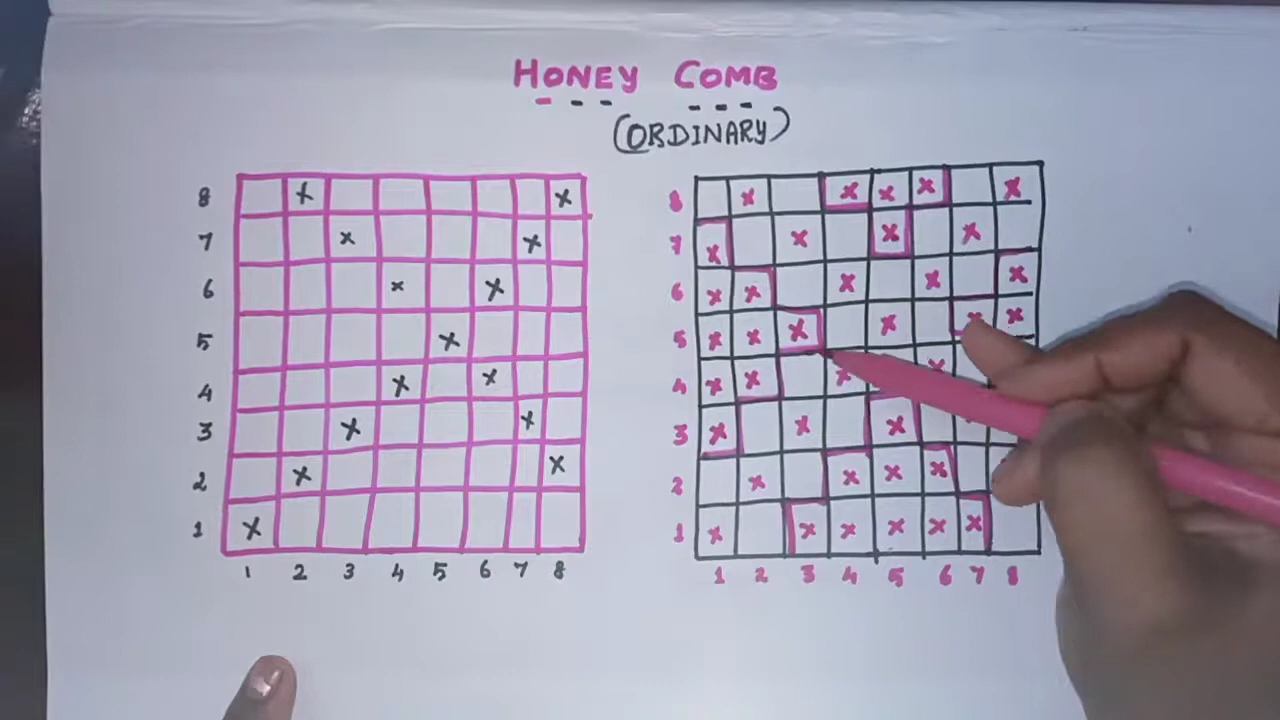 HONEY COMB
(ORDINARY)
8 X X
7 X X
6 X X
5 X
4 X X
3 X X
2 X X
1 X
1 2 3 4 5 6 7 8
8 X X X X X
7 X X X X
6 X X X X X
5 X X X X X X
4 X X X X
3 X X X
2 X X X X
1 X X X X X X
1 2 3 4 5 6 7 8